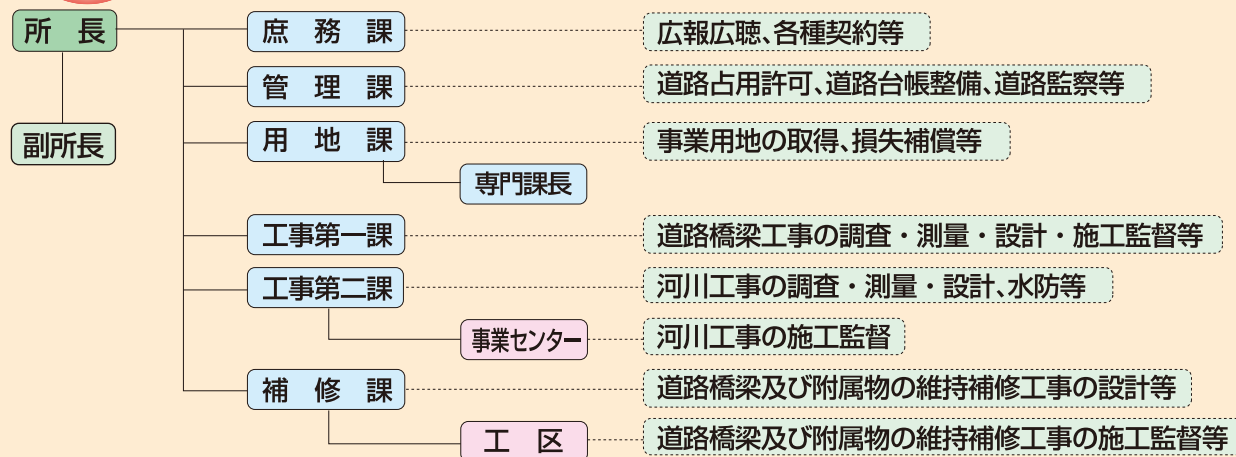 所長
庶務課
広報広聴、各種契約等
管理課
道路占用許可、道路台帳整備、道路監察等
副所長
用地課
事業用地の取得、損失補償等
専門課長
工事第一課
道路橋梁工事の調査・測量・設計・施工監督等
工事第二課
河川工事の調査・測量・設計、水防等
事業センター
河川工事の施工監督
補修課
道路橋梁及び附属物の維持補修工事の設計等
工区
道路橋梁及び附属物の維持補修工事の施工監督等